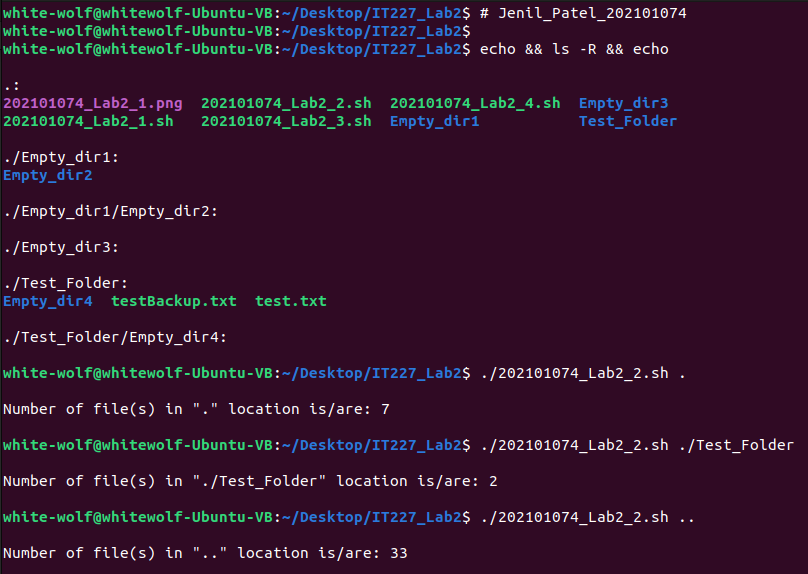 white-wolf@whitewolf-Ubuntu-VB:~/Desktop/IT227_Lab2$ # Jenil_Patel_202101074
white-wolf@whitewolf-Ubuntu-VB:~/Desktop/IT227_Lab2$
white-wolf@whitewolf-Ubuntu-VB:~/Desktop/IT227_Lab2$ echo && ls -R && echo
.:
202101074_Lab2_1.png  202101074_Lab2_2.sh  202101074_Lab2_4.sh  Empty_dir3
202101074_Lab2_1.sh   202101074_Lab2_3.sh  Empty_dir1           Test_Folder
./Empty_dir1:
Empty_dir2
./Empty_dir1/Empty_dir2:
./Empty_dir3:
./Test_Folder:
Empty_dir4  testBackup.txt  test.txt
./Test_Folder/Empty_dir4:
white-wolf@whitewolf-Ubuntu-VB:~/Desktop/IT227_Lab2$ ./202101074_Lab2_2.sh .
Number of file(s) in "." location is/are: 7
white-wolf@whitewolf-Ubuntu-VB:~/Desktop/IT227_Lab2$ ./202101074_Lab2_2.sh ./Test_Folder
Number of file(s) in "./Test_Folder" location is/are: 2
white-wolf@whitewolf-Ubuntu-VB:~/Desktop/IT227_Lab2$ ./202101074_Lab2_2.sh ..
Number of file(s) in ".." location is/are: 33